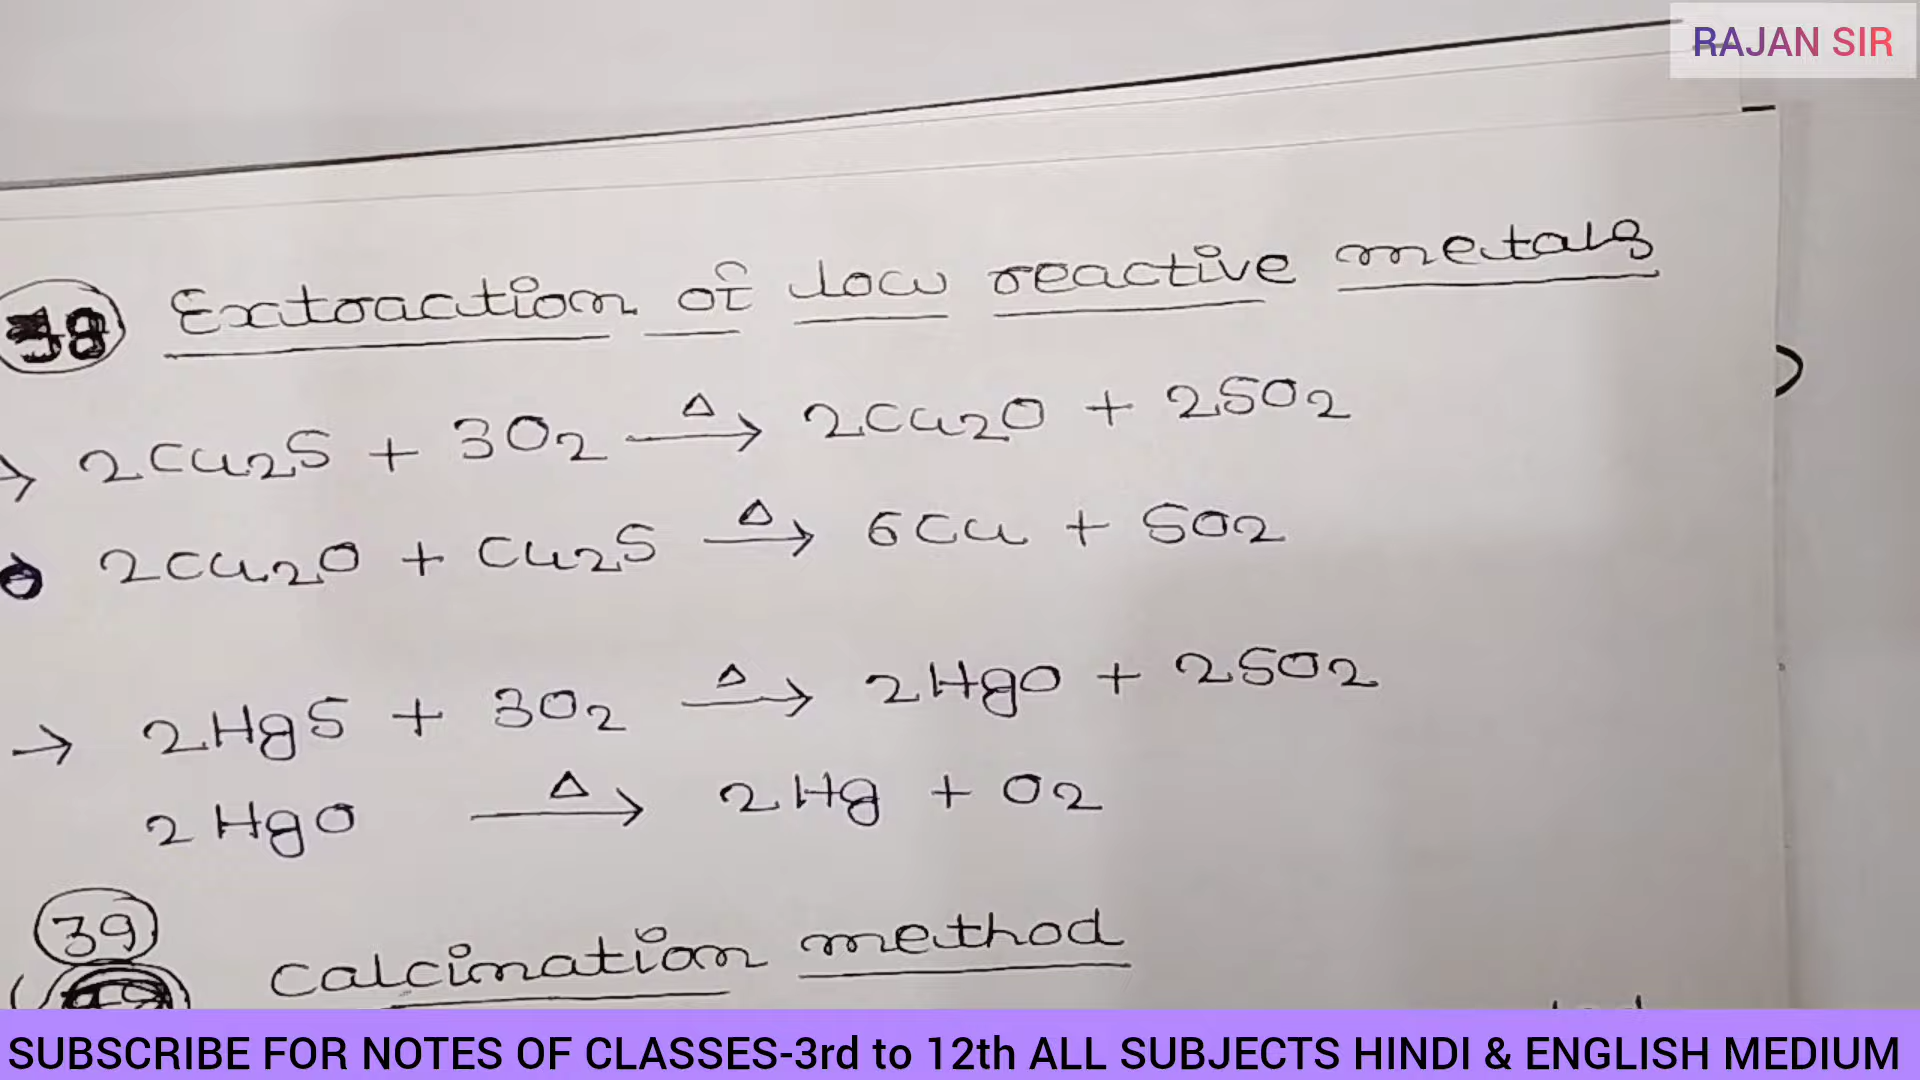 RAJAN SIR
38 Extraction of low reactive metals
→ 2Cu2S + 3O2 —Δ→ 2Cu2O + 2SO2
2Cu2O + Cu2S —Δ→ 6Cu + SO2
→ 2HgS + 3O2 —Δ→ 2HgO + 2SO2
2HgO —Δ→ 2Hg + O2
39
Calcination method
SUBSCRIBE FOR NOTES OF CLASSES-3rd to 12th ALL SUBJECTS HINDI & ENGLISH MEDIUM